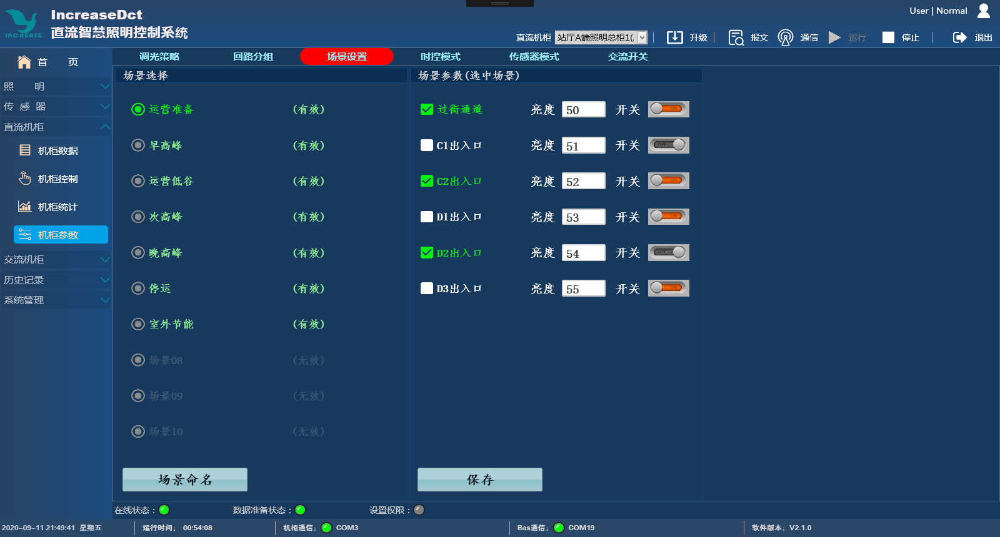 IncreaseDct
直流智慧照明控制系统
INCREASE
User | Normal
直流机柜 站厅A端照明总柜1(. 升级 报文 通信 运行 停止 退出
首 页
照 明
传 感 器
直流机柜
机柜数据
机柜控制
机柜统计
机柜参数
交流机柜
历史记录
系统管理
调光策略 回路分组 场景设置 时控模式 传感器模式 交流开关
场景选择
运营准备 (有效)
早高峰 (有效)
运营低谷 (有效)
次高峰 (有效)
晚高峰 (有效)
停运 (有效)
室外节能 (有效)
场景08 (无效)
场景09 (无效)
场景10 (无效)
场景命名
场景参数(选中场景)
过街通道 亮度 50 开关 ON
C1出入口 亮度 51 开关 OFF
C2出入口 亮度 52 开关 ON
D1出入口 亮度 53 开关 ON
D2出入口 亮度 54 开关 OFF
D3出入口 亮度 55 开关 ON
保存
在线状态： 数据准备状态： 设置权限：
2020-09-11 21:49:41 星期五 运行时间： 00:54:08 机柜通信： COM3 Bas通信： COM19 软件版本：V2.1.0